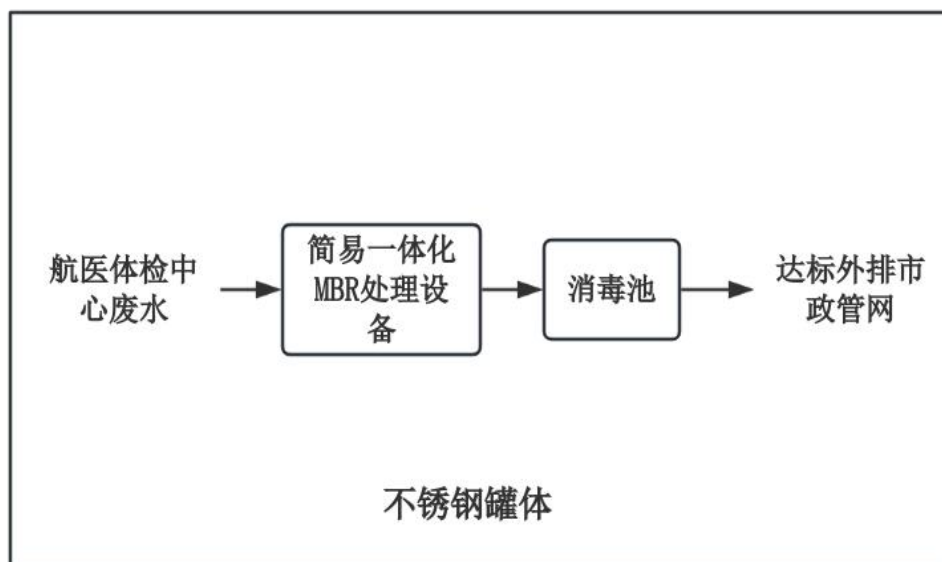 航医体检中
心废水
简易一体化
MBR处理设
备
消毒池
达标外排市
政管网
不锈钢罐体